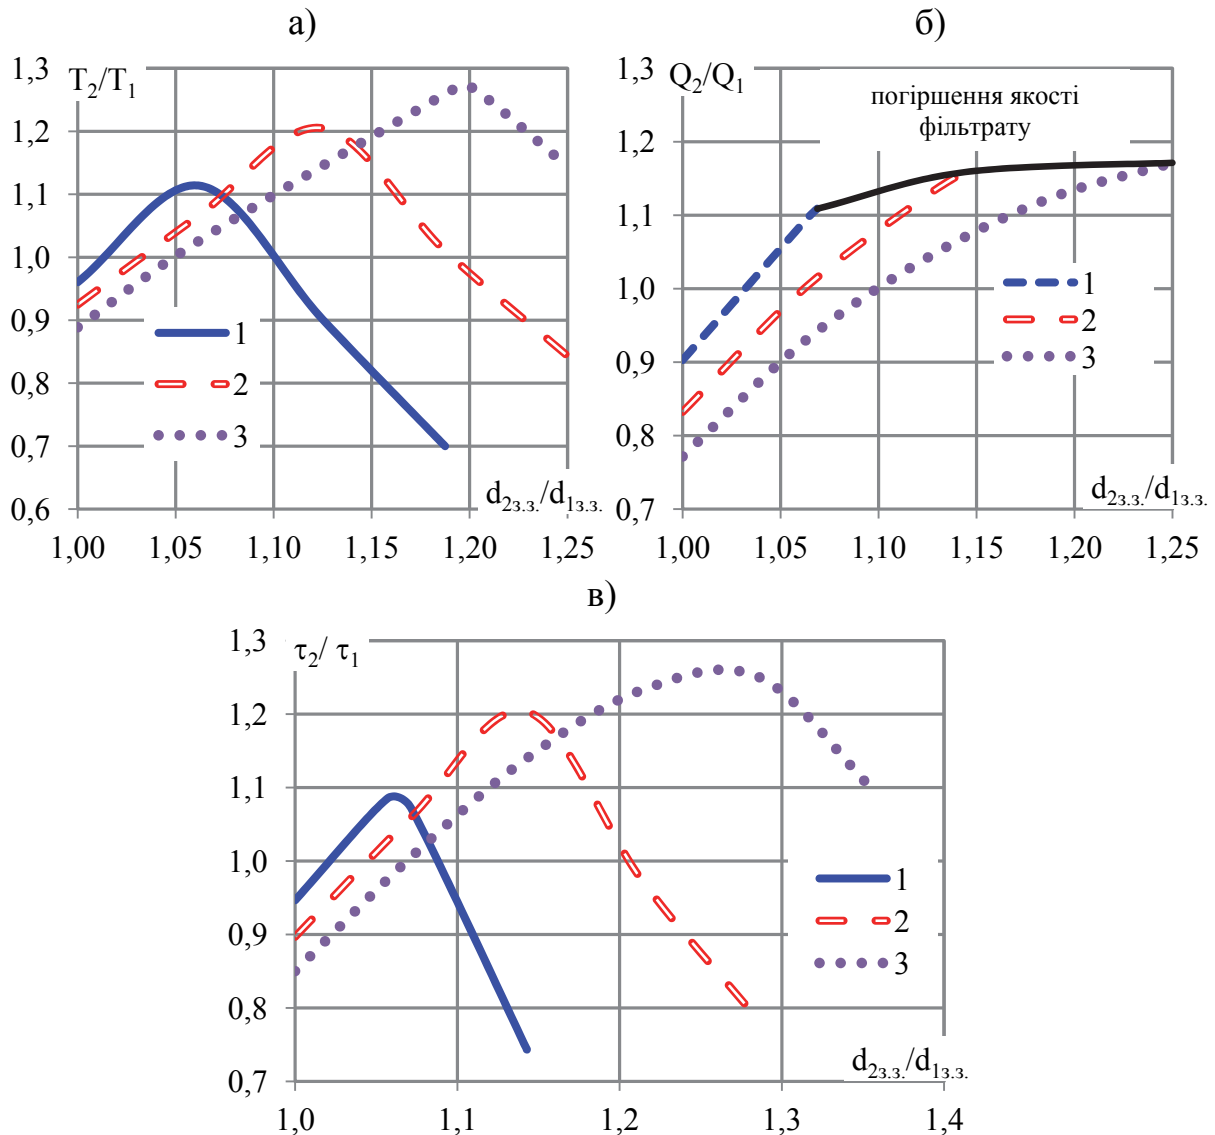 а)
T₂/T₁
1,3
1,2
1,1
1,0
0,9
0,8
0,7
0,6
1
2
3
d₂з.з./d₁з.з.
1,00 1,05 1,10 1,15 1,20 1,25
б)
Q₂/Q₁
погіршення якості
фільтрату
1,3
1,2
1,1
1,0
0,9
0,8
0,7
1
2
3
d₂з.з./d₁з.з.
1,00 1,05 1,10 1,15 1,20 1,25
в)
τ₂/ τ₁
1,3
1,2
1,1
1,0
0,9
0,8
0,7
1
2
3
d₂з.з./d₁з.з.
1,0 1,1 1,2 1,3 1,4